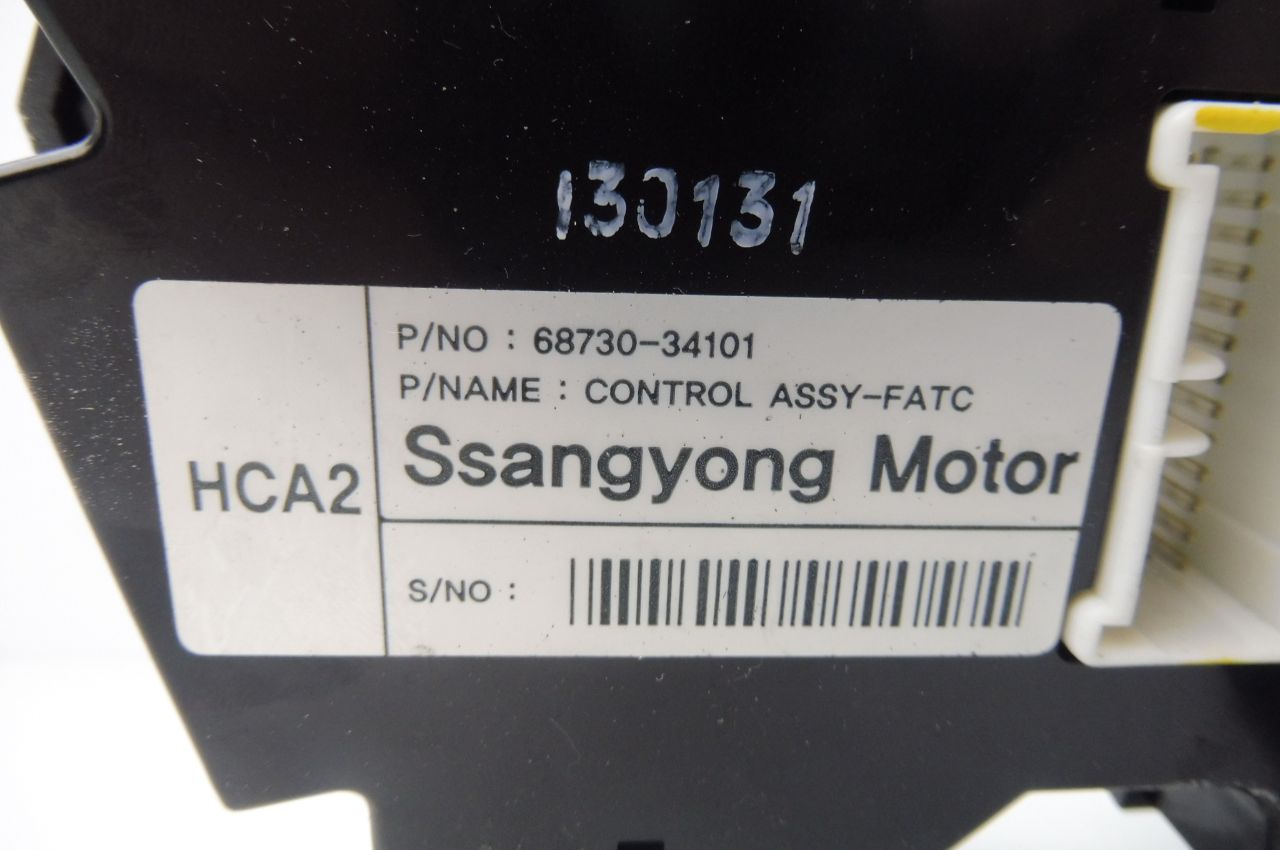 130131
P/NO : 68730-34101
P/NAME : CONTROL ASSY-FATC
Ssangyong Motor
HCA2
S/NO :